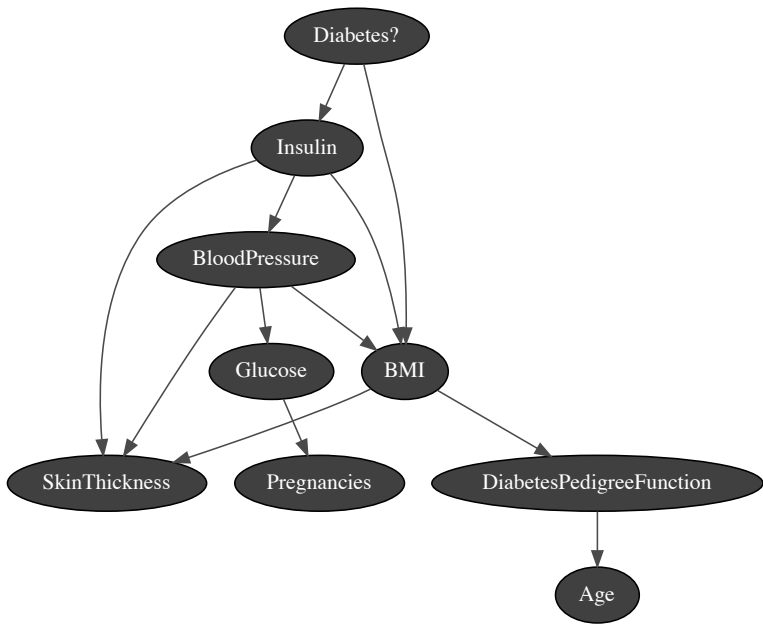 Diabetes?
Insulin
BloodPressure
Glucose
BMI
SkinThickness
Pregnancies
DiabetesPedigreeFunction
Age